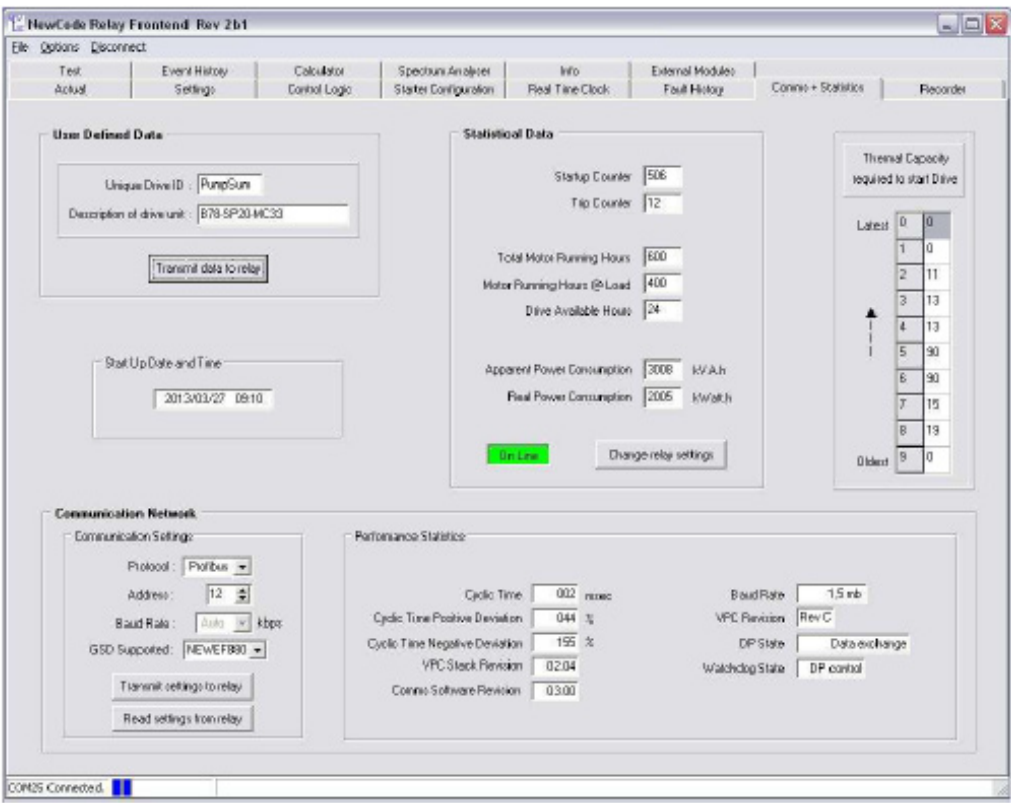 NewCode Relay Frontend Rev 2b1
File Options Disconnect
Test Event History Calculator Spectrum Analyser Info External Modules
Actual Settings Control Logic Starter Configuration Real Time Clock Fault History Comms + Statistics Recorder
User Defined Data
Unique Drive ID : PumpSum
Description of drive unit : B78-SP20-MC33
Transmit data to relay
Start Up Date and Time
2013/03/27 09:10
Statistical Data
Startup Counter 506
Trip Counter 12
Total Motor Running Hours 600
Motor Running Hours @ Load 400
Drive Available Hours 24
Apparent Power Consumption 3008 kV.A.h
Real Power Consumption 2005 kWatt.h
On Line Change relay settings
Thermal Capacity
required to start Drive
Latest 0 0
1 0
2 11
3 13
4 13
5 90
6 90
7 15
8 19
Oldest 9 0
Communication Network
Communication Settings
Protocol : Profibus
Address : 12
Baud Rate : Auto kbps
GSD Supported: NEWEF880
Transmit settings to relay
Read settings from relay
Performance Statistics
Cyclic Time 002 msec
Cyclic Time Positive Deviation 044 %
Cyclic Time Negative Deviation 155 %
VPC Stack Revision 02:04
Comms Software Revision 03:00
Baud Rate 1,5 mb
VPC Revision Rev C
DP State Data exchange
Watchdog State DP control
COM25 Connected.